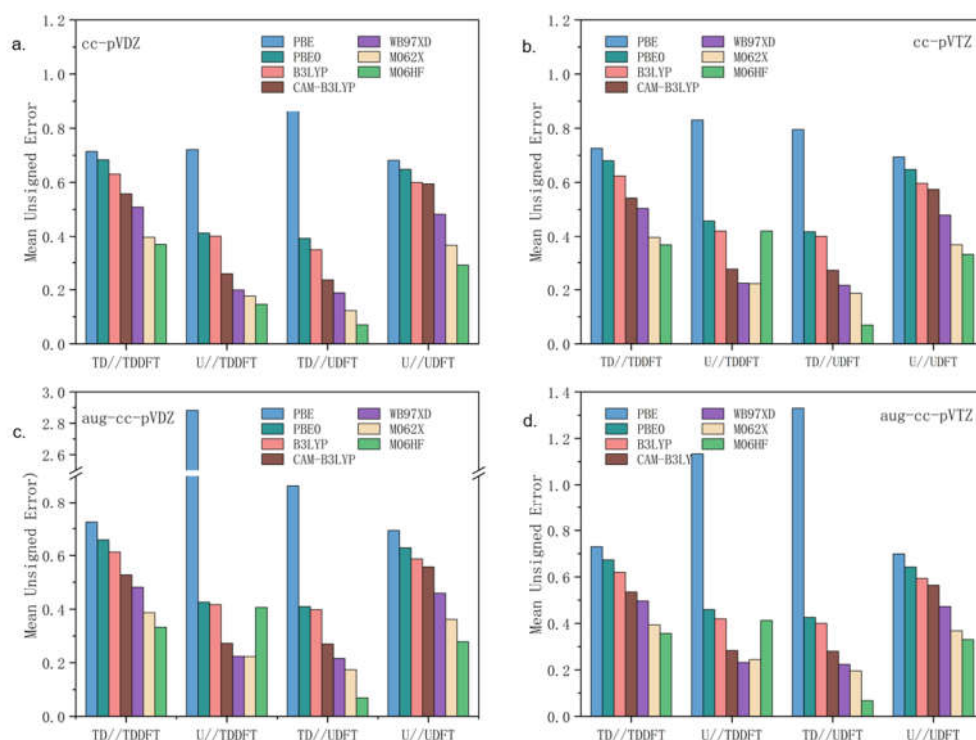 a.
cc-pVDZ
PBE
PBE0
B3LYP
CAM-B3LYP
WB97XD
M062X
M06HF
Mean Unsigned Error
1.2
1.0
0.8
0.6
0.4
0.2
0.0
TD//TDDFT U//TDDFT TD//UDFT U//UDFT
b.
cc-pVTZ
PBE
PBE0
B3LYP
CAM-B3LYP
WB97XD
M062X
M06HF
Mean Unsigned Error
1.2
1.0
0.8
0.6
0.4
0.2
0.0
TD//TDDFT U//TDDFT TD//UDFT U//UDFT
c.
aug-cc-pVDZ
PBE
PBE0
B3LYP
CAM-B3LYP
WB97XD
M062X
M06HF
Mean Unsigned Error)
3.0
2.8
2.6
0.8
0.6
0.4
0.2
0.0
TD//TDDFT U//TDDFT TD//UDFT U//UDFT
d.
aug-cc-pVTZ
PBE
PBE0
B3LYP
CAM-B3LYP
WB97XD
M062X
M06HF
Mean Unsigned Error
1.4
1.2
1.0
0.8
0.6
0.4
0.2
0.0
TD//TDDFT U//TDDFT TD//UDFT U//UDFT